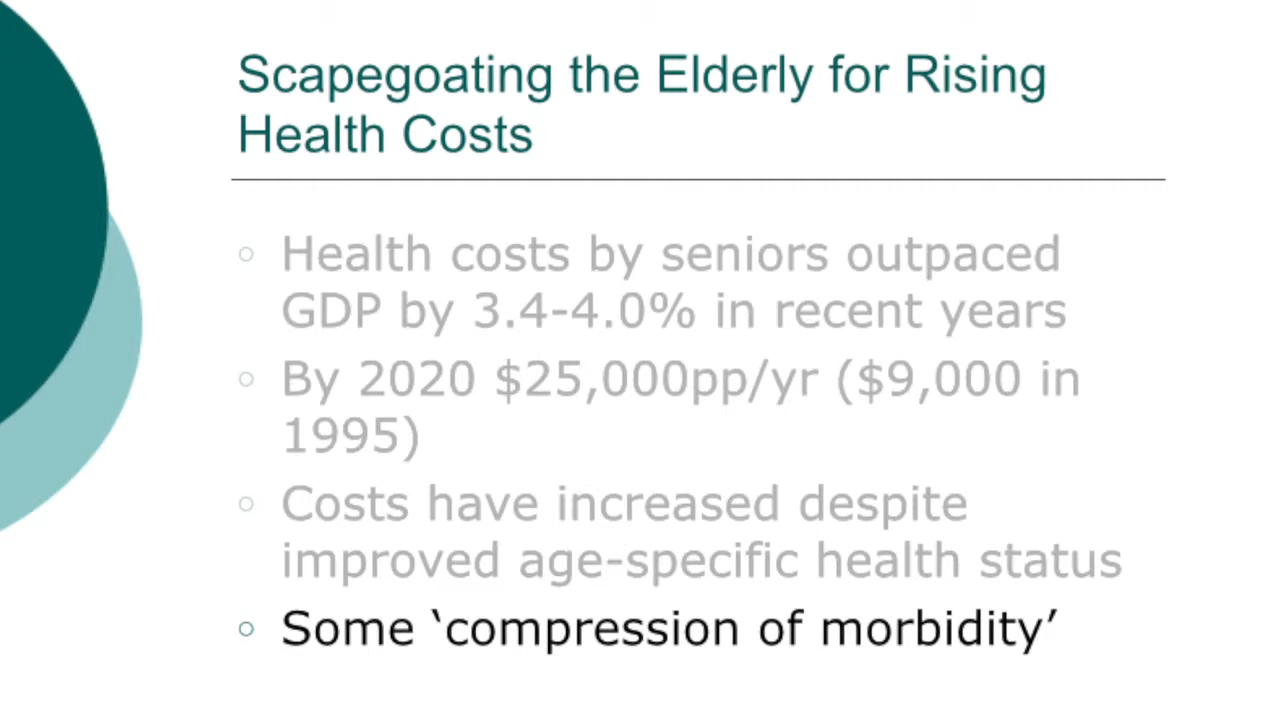 Scapegoating the Elderly for Rising
Health Costs
Health costs by seniors outpaced
GDP by 3.4-4.0% in recent years
By 2020 $25,000pp/yr ($9,000 in
1995)
Costs have increased despite
improved age-specific health status
Some ‘compression of morbidity’